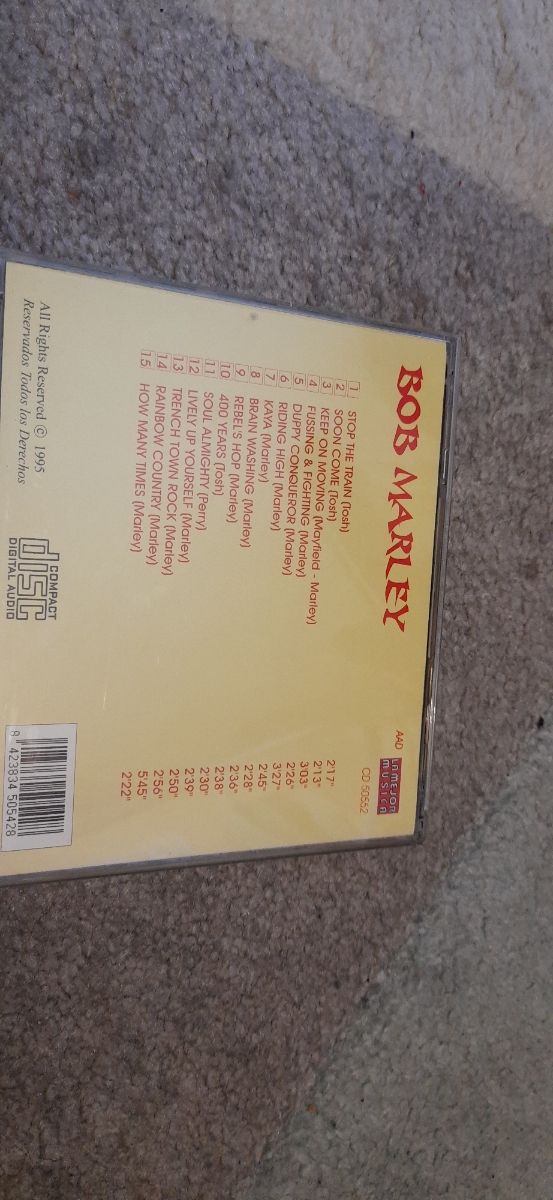 BOB MARLEY
AAD
LA MEJOR
MUSICA
CD
1 STOP THE TRAIN (Tosh) 2'17"
2 SOON COME (Tosh) 2'13"
3 KEEP ON MOVING (Mayfield - Marley) 3'03"
4 FUSSING & FIGHTING (Marley) 2'26"
5 DUPPY CONQUEROR (Marley) 3'27"
6 RIDING HIGH (Marley) 2'45"
7 KAYA (Marley) 2'28"
8 BRAIN WASHING (Marley) 2'36"
9 REBEL'S HOP (Marley) 2'38"
10 400 YEARS (Tosh) 2'30"
11 SOUL ALMIGHTY (Perry) 2'39"
12 LIVELY UP YOURSELF (Marley) 2'50"
13 TRENCH TOWN ROCK (Marley) 2'56"
14 RAINBOW COUNTRY (Marley) 5'45"
15 HOW MANY TIMES (Marley) 2'22"
All Rights Reserved © 1995
Reservados Todos los Derechos
COMPACT
disc
DIGITAL AUDIO
8 423834 505428